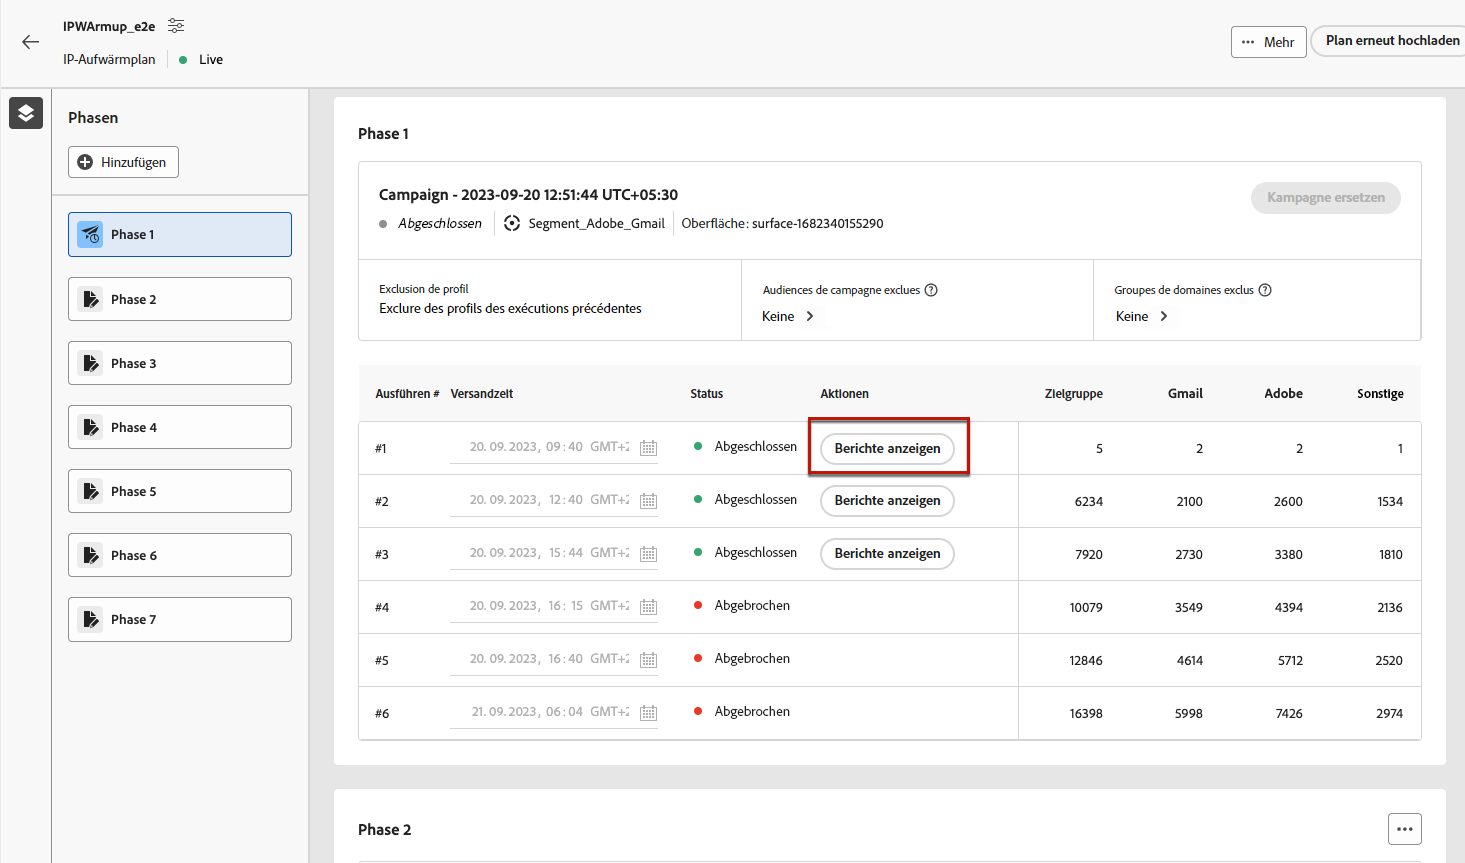 IPWArmup_e2e
IP-Aufwärmplan Live
Mehr
Plan erneut hochladen
Phasen
Hinzufügen
Phase 1
Phase 2
Phase 3
Phase 4
Phase 5
Phase 6
Phase 7
Phase 1
Campaign - 2023-09-20 12:51:44 UTC+05:30
Abgeschlossen Segment_Adobe_Gmail Oberfläche: surface-1682340155290
Kampagne ersetzen
Exclusion de profil
Exclure des profils des exécutions précédentes
Audiences de campagne exclues
Keine
Groupes de domaines exclus
Keine
Ausführen # Versandzeit Status Aktionen Zielgruppe Gmail Adobe Sonstige
#1 20.09.2023, 09:40 GMT+2 Abgeschlossen Berichte anzeigen 5 2 2 1
#2 20.09.2023, 12:40 GMT+2 Abgeschlossen Berichte anzeigen 6234 2100 2600 1534
#3 20.09.2023, 15:44 GMT+2 Abgeschlossen Berichte anzeigen 7920 2730 3380 1810
#4 20.09.2023, 16:15 GMT+2 Abgebrochen 10079 3549 4394 2136
#5 20.09.2023, 16:40 GMT+2 Abgebrochen 12846 4614 5712 2520
#6 21.09.2023, 06:04 GMT+2 Abgebrochen 16398 5998 7426 2974
Phase 2